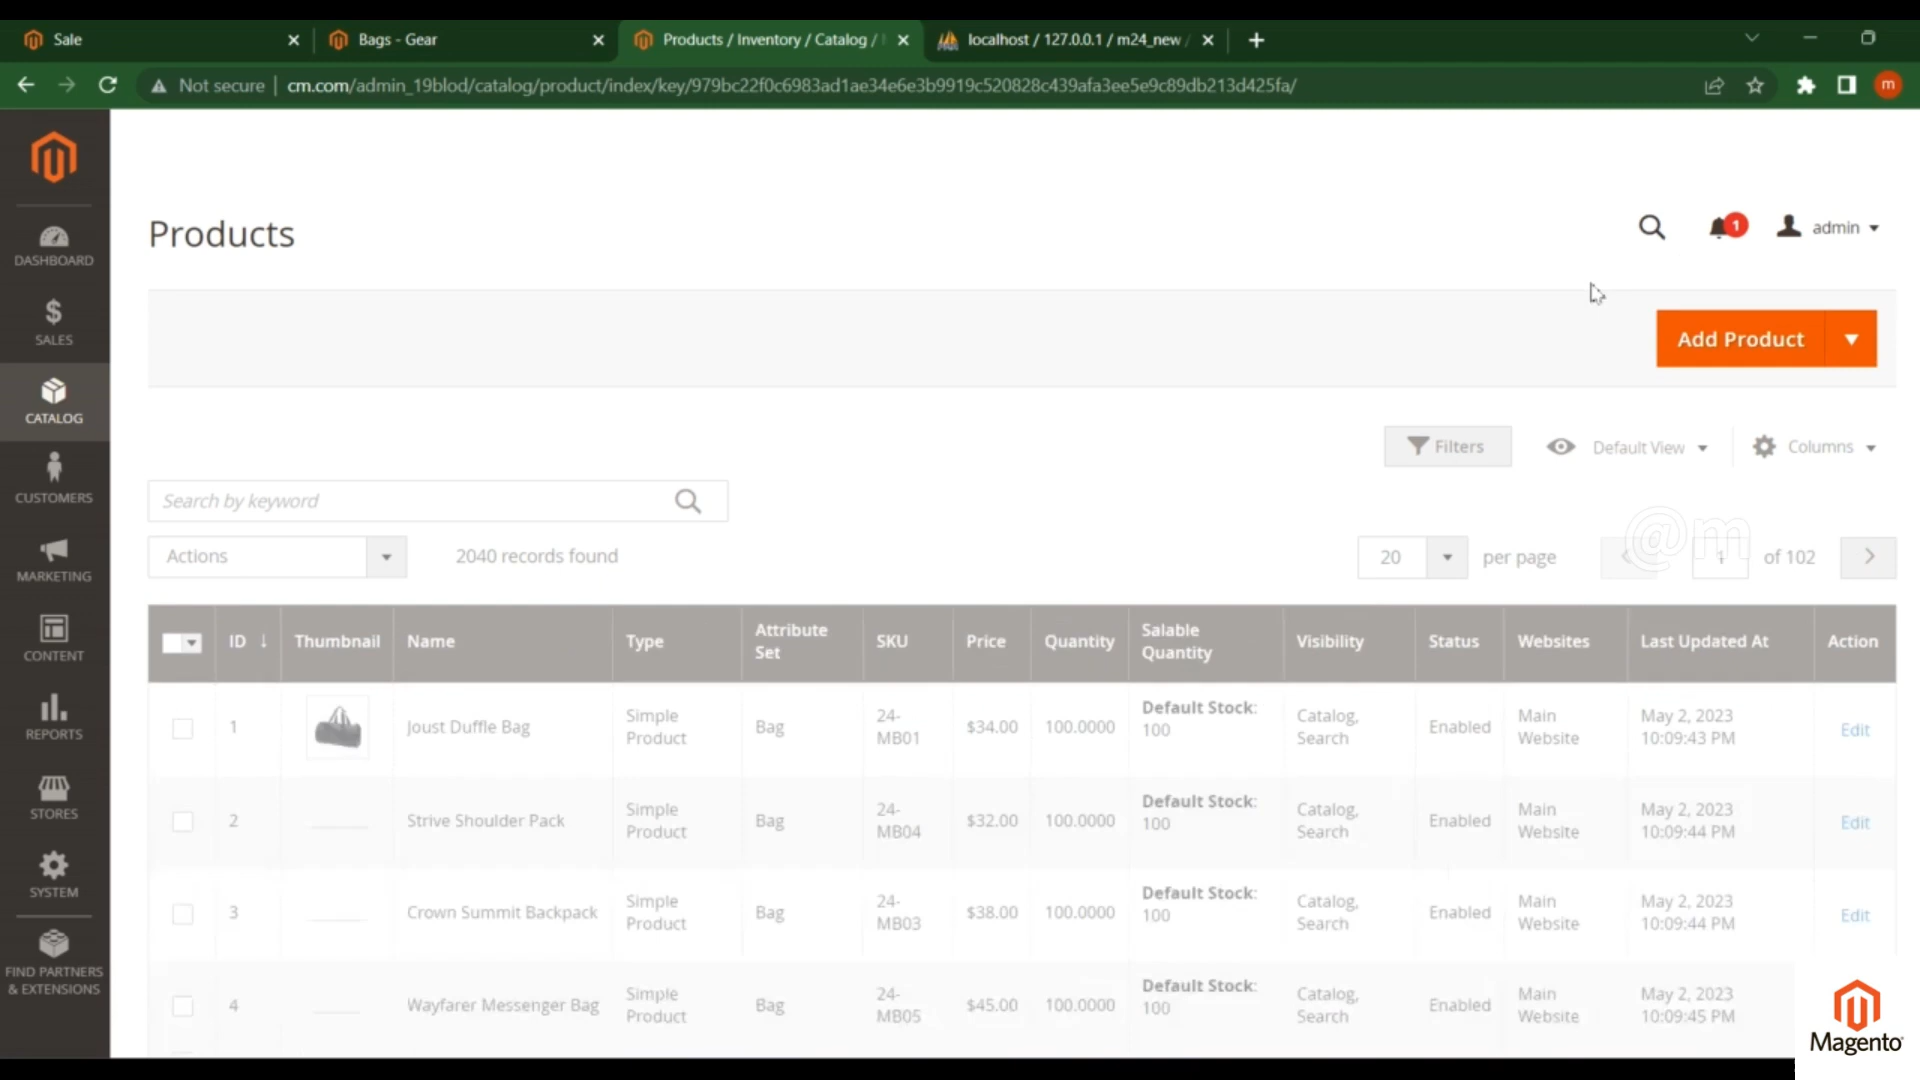 Sale
Bags - Gear
Products / Inventory / Catalog /
localhost / 127.0.0.1 / m24_new /
Not secure
cm.com/admin_19blod/catalog/product/index/key/979bc22f0c6983ad1ae34e6e3b9919c520828c439afa3ee5e9c89db213d425fa/
m
DASHBOARD
SALES
CATALOG
CUSTOMERS
MARKETING
CONTENT
REPORTS
STORES
SYSTEM
FIND PARTNERS
& EXTENSIONS
Products
1
admin
Add Product
Filters
Default View
Columns
Search by keyword
Actions
2040 records found
20
per page
1
of 102
@m
ID ↓ Thumbnail Name Type Attribute Set SKU Price Quantity Salable Quantity Visibility Status Websites Last Updated At Action
1 Joust Duffle Bag Simple Product Bag 24-MB01 $34.00 100.0000 Default Stock: 100 Catalog, Search Enabled Main Website May 2, 2023 10:09:43 PM Edit
2 Strive Shoulder Pack Simple Product Bag 24-MB04 $32.00 100.0000 Default Stock: 100 Catalog, Search Enabled Main Website May 2, 2023 10:09:44 PM Edit
3 Crown Summit Backpack Simple Product Bag 24-MB03 $38.00 100.0000 Default Stock: 100 Catalog, Search Enabled Main Website May 2, 2023 10:09:44 PM Edit
4 Wayfarer Messenger Bag Simple Product Bag 24-MB05 $45.00 100.0000 Default Stock: 100 Catalog, Search Enabled Main Website May 2, 2023 10:09:45 PM
Magento